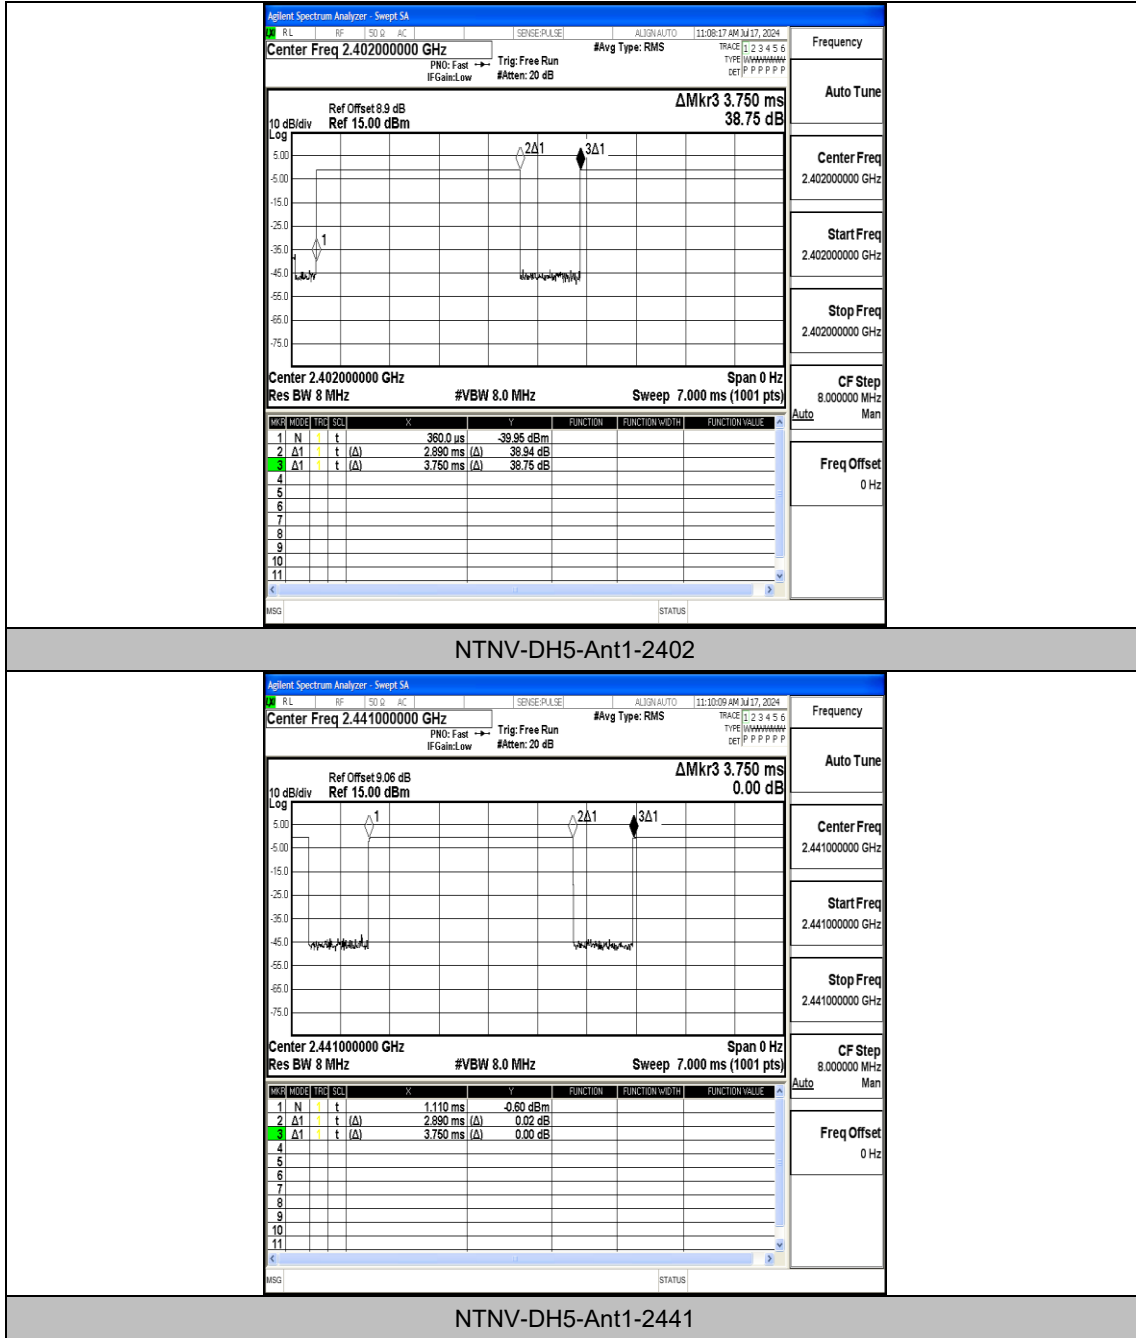 Agilent Spectrum Analyzer - Swept SA
LXI RL RF 50 Ω AC SENSE:PULSE ALIGN AUTO 11:08:17 AM Jul 17, 2024
Center Freq 2.402000000 GHz #Avg Type: RMS TRACE 1 2 3 4 5 6
PNO: Fast Trig: Free Run TYPE
IFGain:Low #Atten: 20 dB DET P P P P P P
Frequency
Auto Tune
Center Freq
2.402000000 GHz
Start Freq
2.402000000 GHz
Stop Freq
2.402000000 GHz
CF Step
8.000000 MHz
Auto Man
Freq Offset
0 Hz
ΔMkr3 3.750 ms
38.75 dB
Ref Offset 8.9 dB
10 dB/div Ref 15.00 dBm
Log
5.00
-5.00
-15.0
-25.0
-35.0
-45.0
-55.0
-65.0
-75.0
1
2Δ1
3Δ1
Center 2.402000000 GHz Span 0 Hz
Res BW 8 MHz #VBW 8.0 MHz Sweep 7.000 ms (1001 pts)
MKR MODE TRC SCL X Y FUNCTION FUNCTION WIDTH FUNCTION VALUE
1 N 1 t 360.0 µs -39.95 dBm
2 Δ1 1 t (Δ) 2.890 ms (Δ) 38.94 dB
3 Δ1 1 t (Δ) 3.750 ms (Δ) 38.75 dB
4
5
6
7
8
9
10
11
MSG STATUS
NTNV-DH5-Ant1-2402
Agilent Spectrum Analyzer - Swept SA
LXI RL RF 50 Ω AC SENSE:PULSE ALIGN AUTO 11:10:09 AM Jul 17, 2024
Center Freq 2.441000000 GHz #Avg Type: RMS TRACE 1 2 3 4 5 6
PNO: Fast Trig: Free Run TYPE
IFGain:Low #Atten: 20 dB DET P P P P P P
Frequency
Auto Tune
Center Freq
2.441000000 GHz
Start Freq
2.441000000 GHz
Stop Freq
2.441000000 GHz
CF Step
8.000000 MHz
Auto Man
Freq Offset
0 Hz
ΔMkr3 3.750 ms
0.00 dB
Ref Offset 9.06 dB
10 dB/div Ref 15.00 dBm
Log
5.00
-5.00
-15.0
-25.0
-35.0
-45.0
-55.0
-65.0
-75.0
1
2Δ1
3Δ1
Center 2.441000000 GHz Span 0 Hz
Res BW 8 MHz #VBW 8.0 MHz Sweep 7.000 ms (1001 pts)
MKR MODE TRC SCL X Y FUNCTION FUNCTION WIDTH FUNCTION VALUE
1 N 1 t 1.110 ms -0.60 dBm
2 Δ1 1 t (Δ) 2.890 ms (Δ) 0.02 dB
3 Δ1 1 t (Δ) 3.750 ms (Δ) 0.00 dB
4
5
6
7
8
9
10
11
MSG STATUS
NTNV-DH5-Ant1-2441